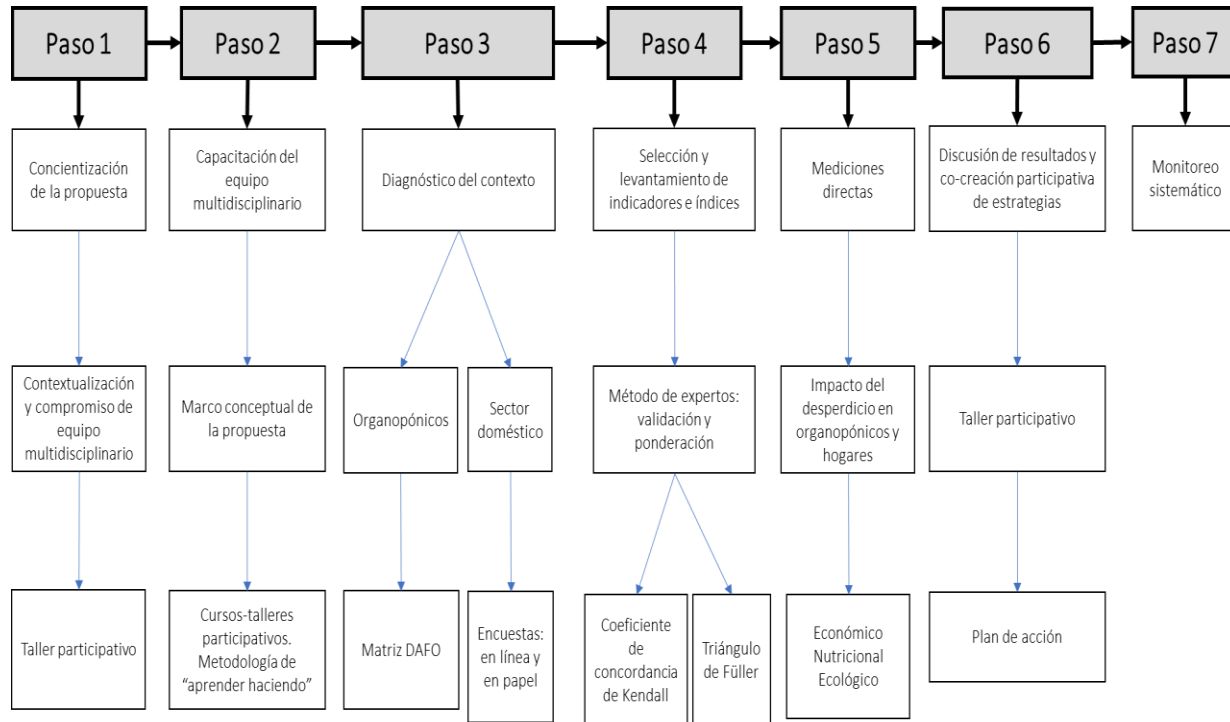 Paso 1
Paso 2
Paso 3
Paso 4
Paso 5
Paso 6
Paso 7
Concientización
de la propuesta
Capacitación del
equipo
multidisciplinario
Diagnóstico del contexto
Selección y
levantamiento de
indicadores e índices
Mediciones
directas
Discusión de resultados y
co-creación participativa
de estrategias
Monitoreo
sistemático
Contextualización
y compromiso de
equipo
multidisciplinario
Marco conceptual de
la propuesta
Organopónicos
Sector
doméstico
Método de expertos:
validación y
ponderación
Impacto del
desperdicio en
organopónicos y
hogares
Taller participativo
Taller participativo
Cursos-talleres
participativos.
Metodología de
"aprender haciendo"
Matriz DAFO
Encuestas:
en línea y
en papel
Coeficiente
de
concordancia
de Kendall
Triángulo
de Füller
Económico
Nutricional
Ecológico
Plan de acción